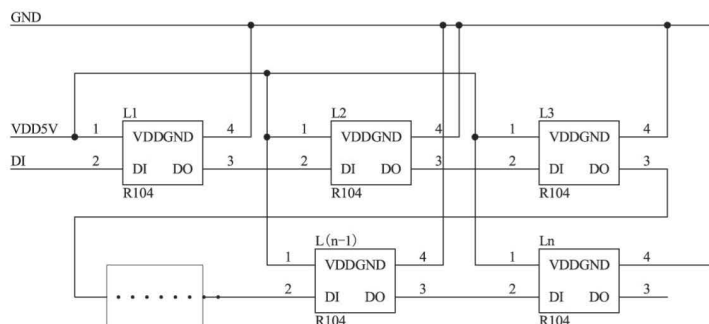 GND
L1 L2 L3
VDD5V 1 VDDGND 4 1 VDDGND 4 1 VDDGND 4
DI 2 DI DO 3 2 DI DO 3 2 DI DO 3
R104 R104 R104
L(n-1) Ln
1 VDDGND 4 1 VDDGND 4
2 DI DO 3 2 DI DO 3
R104 R104